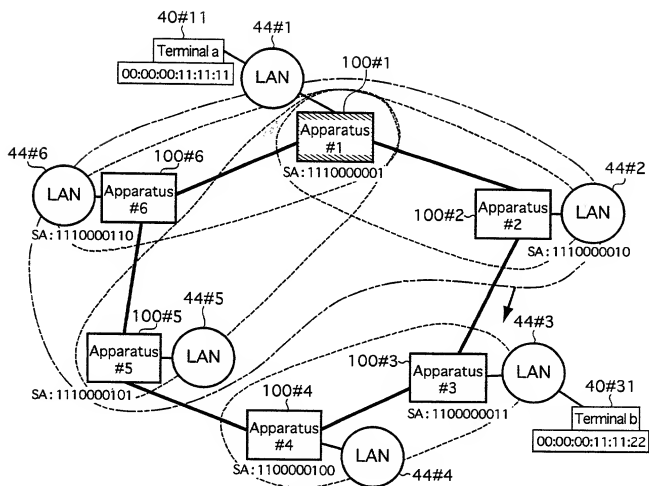 40#11
44#1
Terminal a
00:00:00:11:11:11
LAN
100#1
Apparatus
#1
SA:1110000001
44#6
100#6
LAN
Apparatus
#6
SA:1110000110
44#2
100#2
Apparatus
#2
LAN
SA:1110000010
100#5
44#5
Apparatus
#5
LAN
SA:1110000101
44#3
100#3
Apparatus
#3
LAN
SA:1100000011
40#31
Terminal b
00:00:00:11:11:22
100#4
Apparatus
#4
LAN
SA:1100000100
44#4